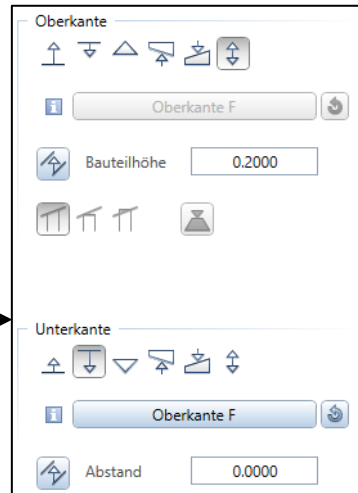 Oberkante
Oberkante F
Bauteilhöhe 0.2000
Unterkante
Oberkante F
Abstand 0.0000